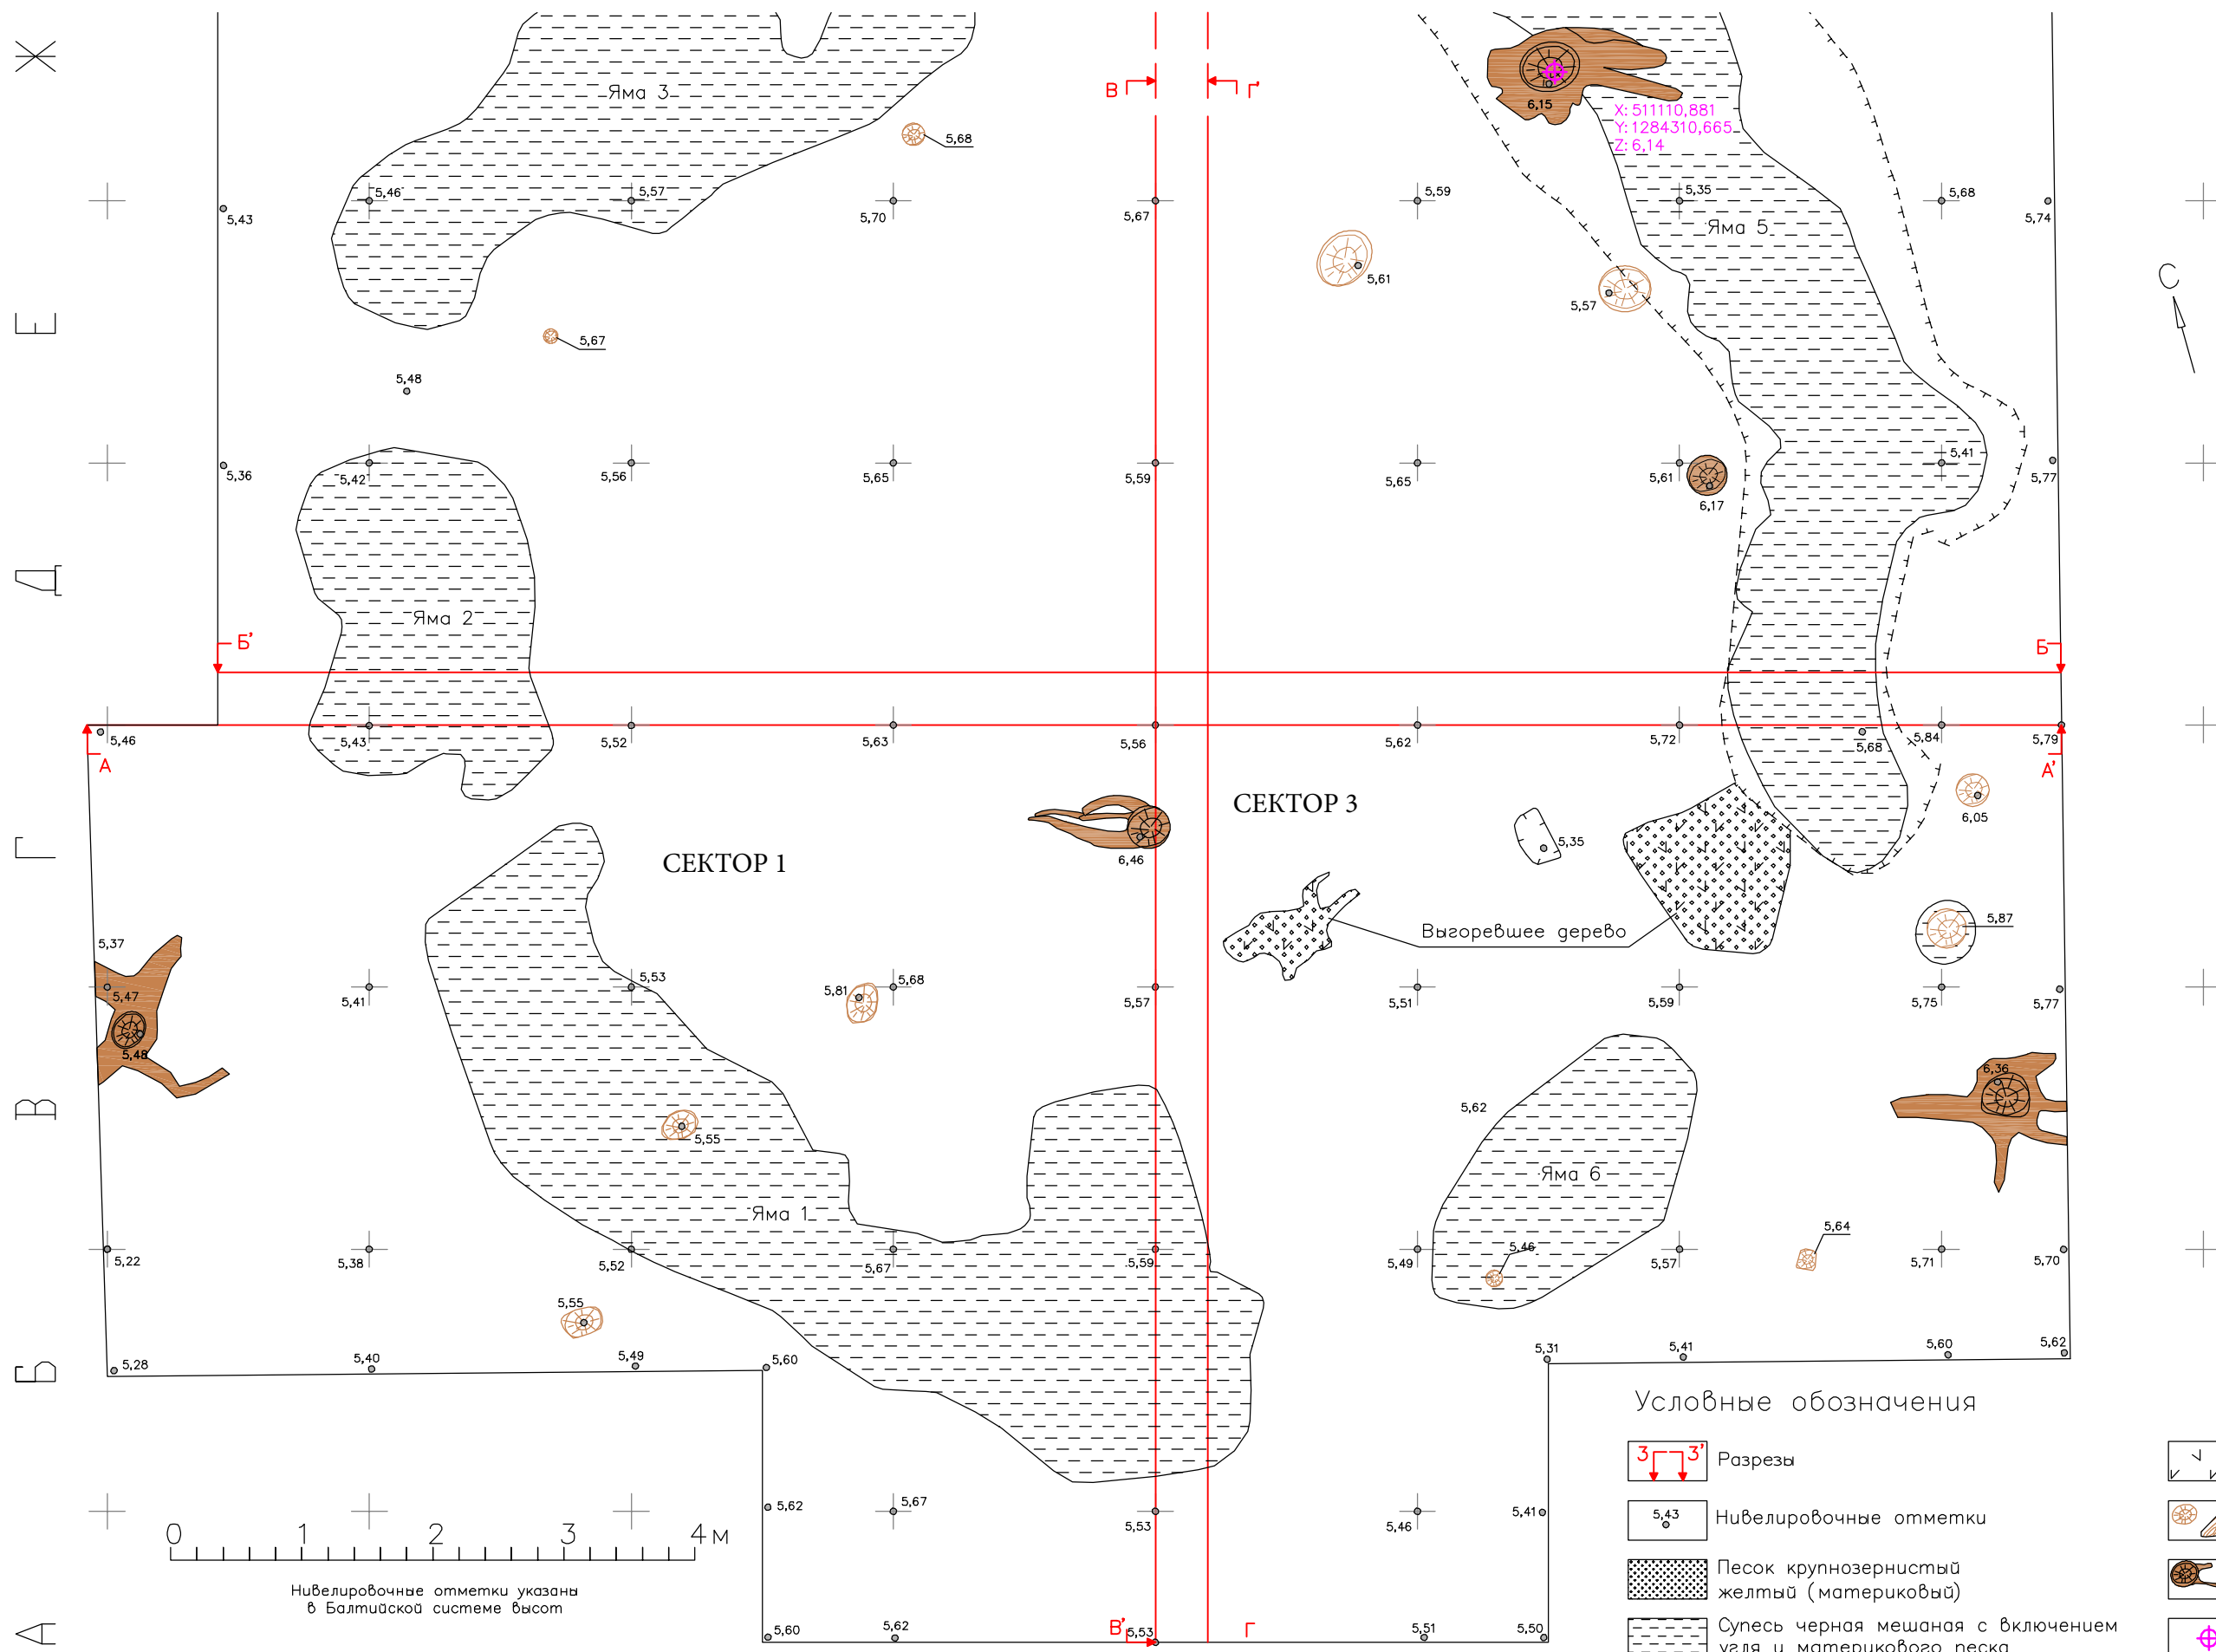 Ж
Яма 3
В
Г'
5,68
6,15
X: 511110,881
Y: 1284310,665
Z: 6,14
5,43
5,46
5,57
5,70
5,67
5,59
5,35
5,68
5,74
Яма 5
5,61
5,57
С
Е
5,67
5,48
5,36
5,42
5,56
5,65
5,59
5,65
5,61
6,17
5,41
5,77
Д
Яма 2
Б'
Б
5,46
5,43
5,52
5,63
5,56
5,62
5,72
5,68
5,84
5,79
А
А'
СЕКТОР 3
6,05
Г
СЕКТОР 1
6,46
5,35
Выгоревшее дерево
5,87
5,37
5,47
5,41
5,53
5,81
5,68
5,57
5,51
5,59
5,75
5,77
5,48
6,36
В
5,55
5,62
Яма 6
Яма 1
5,64
5,22
5,38
5,52
5,67
5,59
5,49
5,46
5,57
5,71
5,70
5,55
Б
5,28
5,40
5,49
5,60
5,31
5,41
5,60
5,62
Условные обозначения
3 3'
Разрезы
5,62
5,67
5,53
5,46
5,41
5,43
Нивелировочные отметки
0 1 2 3 4 м
Нивелировочные отметки указаны
в Балтийской системе высот
Песок крупнозернистый
желтый (материковый)
А
5,60
5,62
В'
5,53
Г
5,51
5,50
Супесь черная мешаная с включением
угля и материкового песка